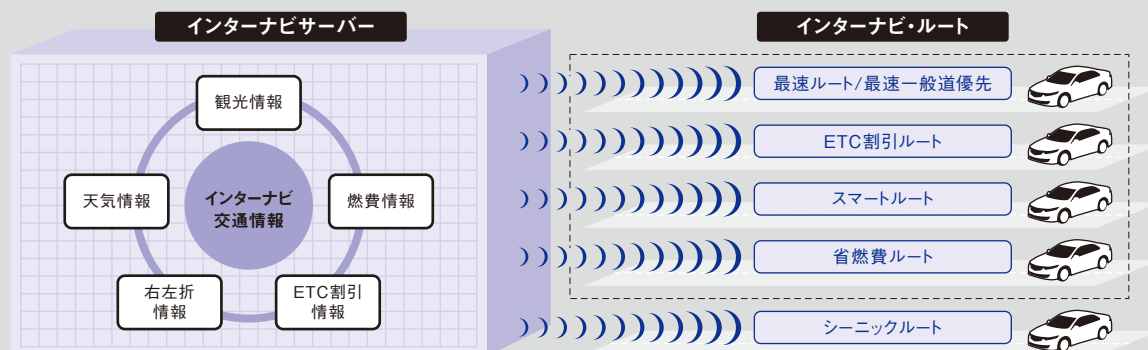 インターナビサーバー
観光情報
天気情報
インターナビ
交通情報
燃費情報
右左折
情報
ETC割引
情報
インターナビ・ルート
最速ルート/最速一般道優先
ETC割引ルート
スマートルート
省燃費ルート
シーニックルート